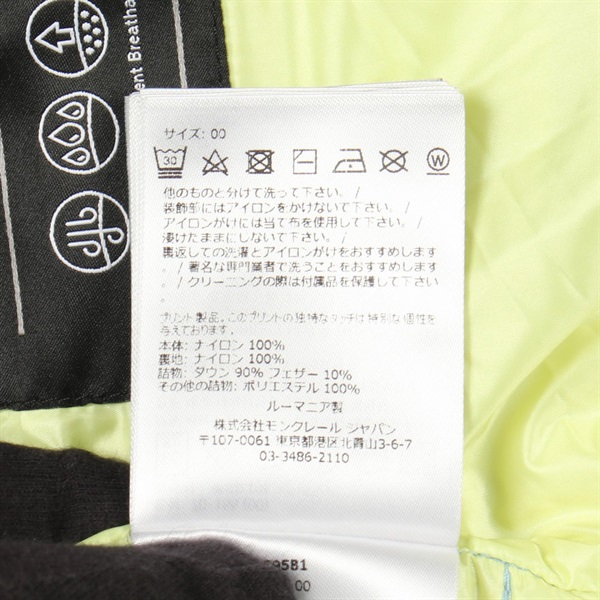 ent Breatha
サイズ: 00
30
W
他のものと分けて洗って下さい。/
装飾部にはアイロンをかけないで下さい。/
アイロンがけには当て布を使用して下さい。/
漬けたままにしないで下さい。/
裏返しての洗濯とアイロンがけをおすすめします
。/ 著名な専門業者で洗うことをおすすめします
。/ クリーニングの際は付属品を保護して下さい。
プリント製品。このプリントの独特なタッチは特別な個性を
与えております。
本体: ナイロン 100%
裏地: ナイロン 100%
詰物: ダウン 90% フェザー 10%
その他の詰物: ポリエステル 100%
ルーマニア製
株式会社モンクレール ジャパン
〒107-0061 東京都港区北青山3-6-7
03-3486-2110
95B1
00